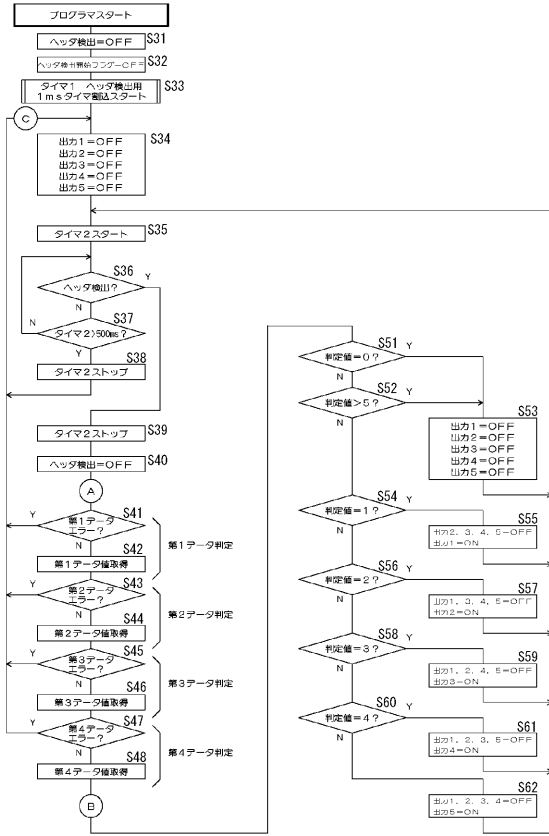 プログラマスタート
ヘッダ検出=OFF
S31
ヘッダ検出開始フラグ=OFF
S32
タイマ1 ヘッダ検出用
1msタイマ割込スタート
S33
C
S34
出力1=OFF
出力2=OFF
出力3=OFF
出力4=OFF
出力5=OFF
S35
タイマ2スタート
S36
Y
ヘッダ検出?
N
S37
N
タイマ2>500ms?
Y
S38
タイマ2ストップ
S39
タイマ2ストップ
S40
ヘッダ検出=OFF
A
S41
Y
第1データ
エラー?
N
S42
第1データ値取得
第1データ判定
S43
Y
第2データ
エラー?
N
S44
第2データ値取得
第2データ判定
S45
Y
第3データ
エラー?
N
S46
第3データ値取得
第3データ判定
S47
Y
第4データ
エラー?
N
S48
第4データ値取得
第4データ判定
B
S51
Y
判定値=0?
N
S52
Y
判定値>5?
N
S53
出力1=OFF
出力2=OFF
出力3=OFF
出力4=OFF
出力5=OFF
S54
Y
判定値=1?
N
S55
出力2, 3, 4, 5=OFF
出力1=ON
S56
Y
判定値=2?
N
S57
出力1, 3, 4, 5=OFF
出力2=ON
S58
Y
判定値=3?
N
S59
出力1, 2, 4, 5=OFF
出力3=ON
S60
Y
判定値=4?
N
S61
出力1, 2, 3, 5=OFF
出力4=ON
S62
出力1, 2, 3, 4=OFF
出力5=ON